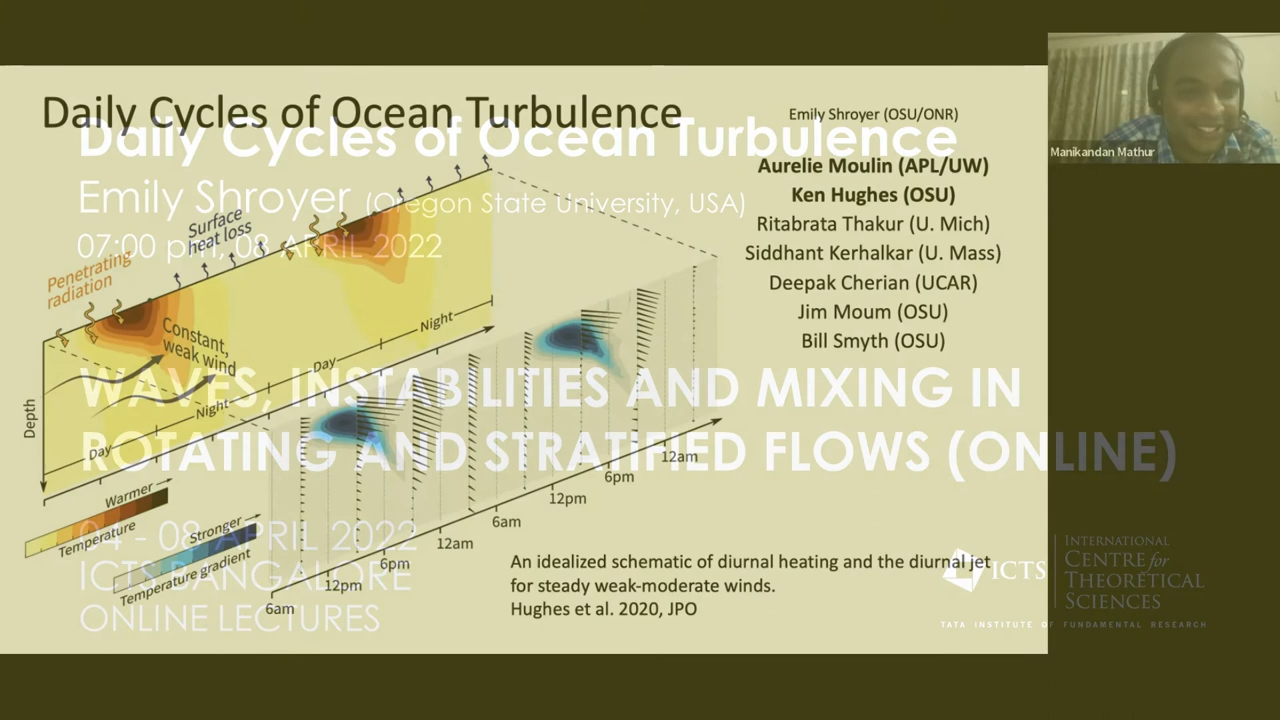 Daily Cycles of Ocean Turbulence
Emily Shroyer (OSU/ONR)
Aurelie Moulin (APL/UW)
Ken Hughes (OSU)
Ritabrata Thakur (U. Mich)
Siddhant Kerhalkar (U. Mass)
Deepak Cherian (UCAR)
Jim Moum (OSU)
Bill Smyth (OSU)
Surface
heat loss
Penetrating
radiation
Constant,
weak wind
Depth
Day
Night
Day
Night
Warmer
Temperature
Stronger
Temperature gradient
6am
12pm
6pm
12am
6am
12pm
6pm
12am
An idealized schematic of diurnal heating and the diurnal jet
for steady weak-moderate winds.
Hughes et al. 2020, JPO
Daily Cycles of Ocean Turbulence
Emily Shroyer (Oregon State University, USA)
07:00 pm, 08 APRIL 2022
WAVES, INSTABILITIES AND MIXING IN
ROTATING AND STRATIFIED FLOWS (ONLINE)
04 - 08 APRIL 2022
ICTS BANGALORE
ONLINE LECTURES
ICTS
INTERNATIONAL
CENTRE for
THEORETICAL
SCIENCES
TATA INSTITUTE OF FUNDAMENTAL RESEARCH
Manikandan Mathur